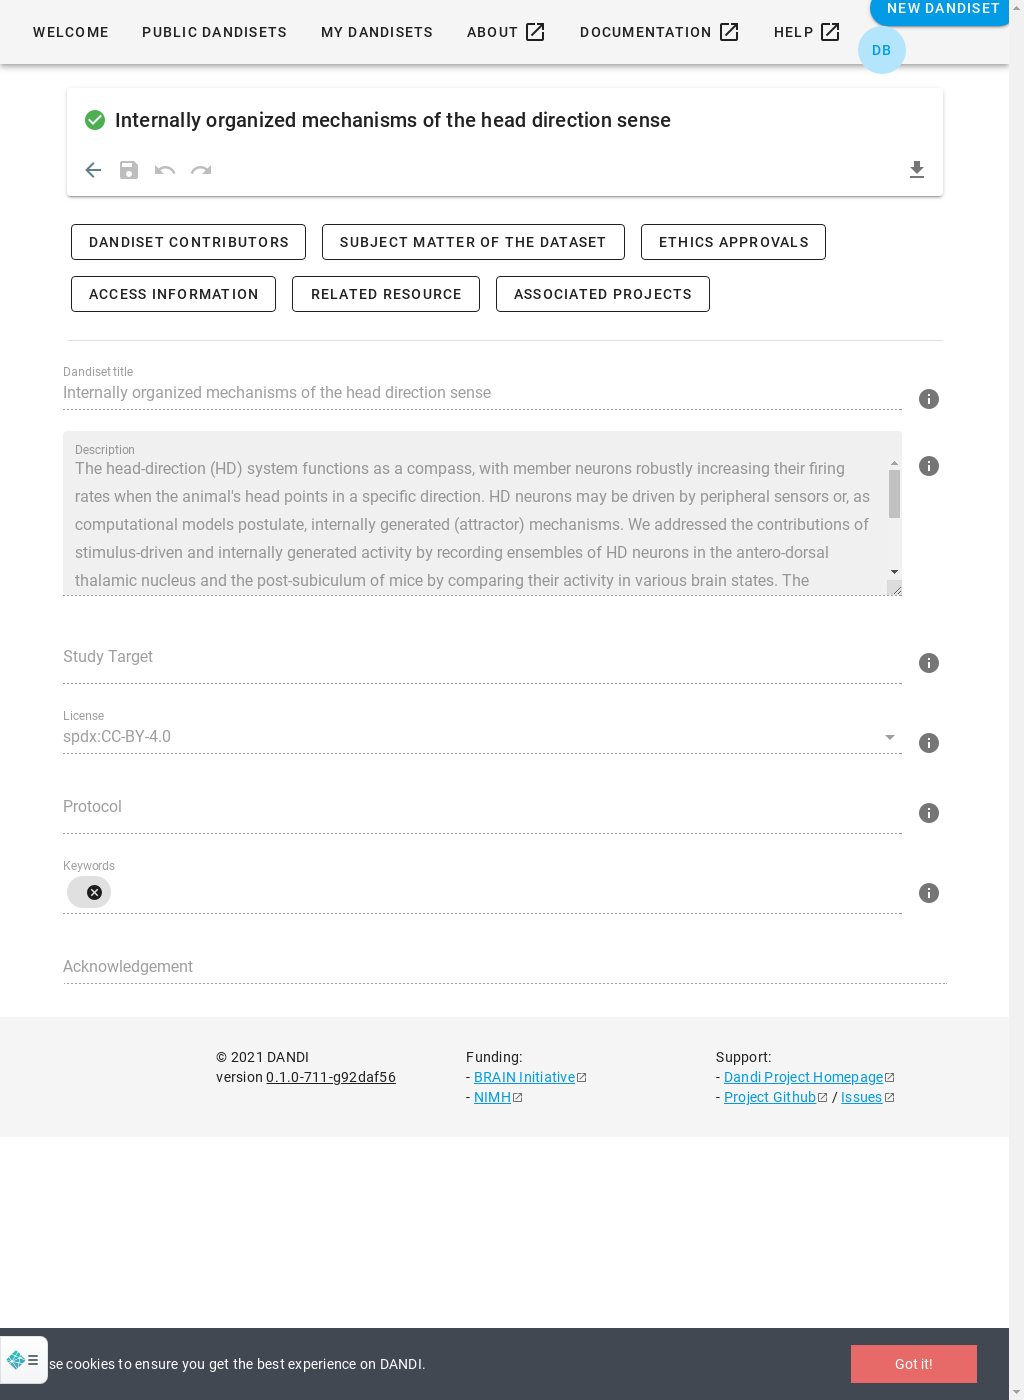 NEW DANDISET
WELCOME PUBLIC DANDISETS MY DANDISETS ABOUT DOCUMENTATION HELP
DB
Internally organized mechanisms of the head direction sense
DANDISET CONTRIBUTORS SUBJECT MATTER OF THE DATASET ETHICS APPROVALS
ACCESS INFORMATION RELATED RESOURCE ASSOCIATED PROJECTS
Dandiset title
Internally organized mechanisms of the head direction sense
Description
The head-direction (HD) system functions as a compass, with member neurons robustly increasing their firing
rates when the animal's head points in a specific direction. HD neurons may be driven by peripheral sensors or, as
computational models postulate, internally generated (attractor) mechanisms. We addressed the contributions of
stimulus-driven and internally generated activity by recording ensembles of HD neurons in the antero-dorsal
thalamic nucleus and the post-subiculum of mice by comparing their activity in various brain states. The
Study Target
License
spdx:CC-BY-4.0
Protocol
Keywords
Acknowledgement
© 2021 DANDI
version 0.1.0-711-g92daf56
Funding:
- BRAIN Initiative
- NIMH
Support:
- Dandi Project Homepage
- Project Github / Issues
se cookies to ensure you get the best experience on DANDI.
Got it!